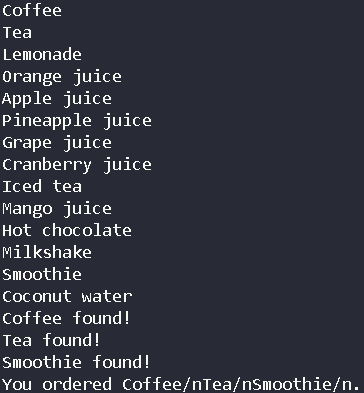 Coffee
Tea
Lemonade
Orange juice
Apple juice
Pineapple juice
Grape juice
Cranberry juice
Iced tea
Mango juice
Hot chocolate
Milkshake
Smoothie
Coconut water
Coffee found!
Tea found!
Smoothie found!
You ordered Coffee/nTea/nSmoothie/n.